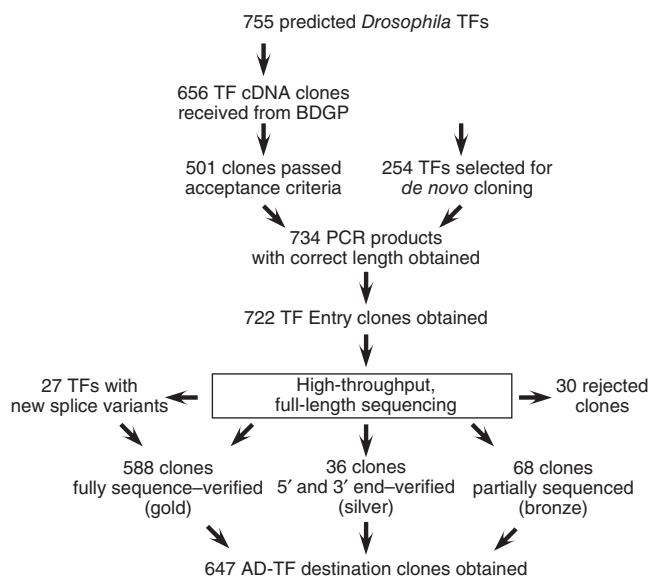 755 predicted Drosophila TFs
656 TF cDNA clones
received from BDGP
501 clones passed
acceptance criteria
254 TFs selected for
de novo cloning
734 PCR products
with correct length obtained
722 TF Entry clones obtained
27 TFs with
new splice variants
High-throughput,
full-length sequencing
30 rejected
clones
588 clones
fully sequence–verified
(gold)
36 clones
5′ and 3′ end–verified
(silver)
68 clones
partially sequenced
(bronze)
647 AD-TF destination clones obtained